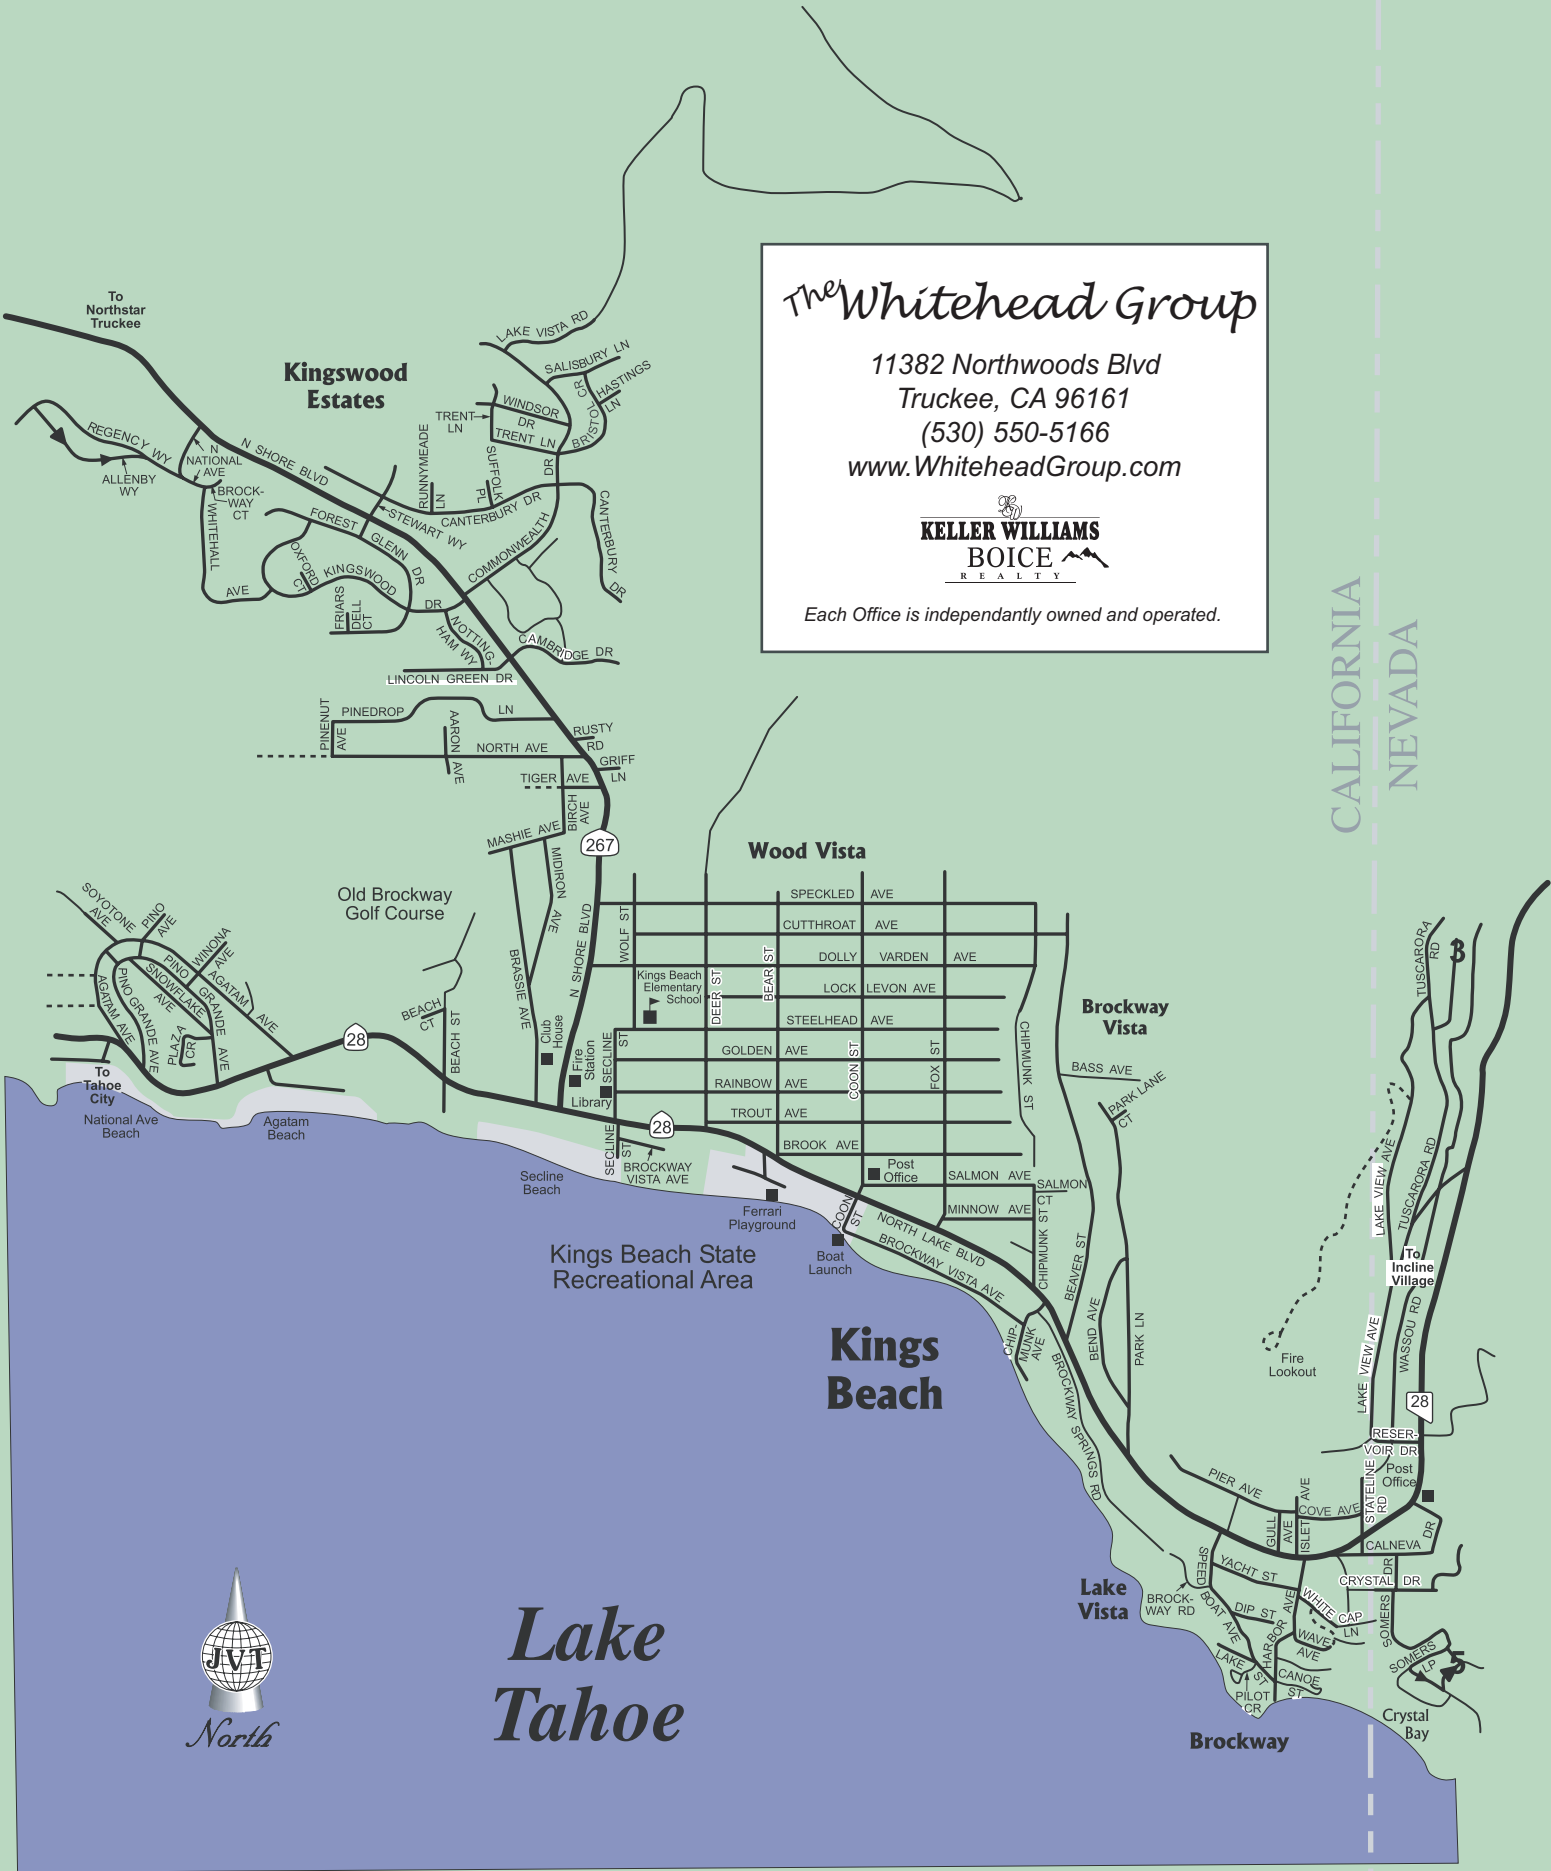 To
Northstar
Truckee
Kingswood
Estates
LAKE VISTA RD
SALISBURY LN
HASTINGS
LN
BRISTOL CR
WINDSOR
DR
TRENT
LN
TRENT LN
REGENCY WY
ALLENBY
WY
N
NATIONAL
AVE
BROCK-
WAY
CT
N SHORE BLVD
RUNNYMEADE
LN
SUFFOLK
PL
DR
CANTERBURY DR
CANTERBURY
DR
STEWART WY
WHITEHALL
AVE
FOREST
GLENN
DR
OXFORD
CT
KINGSWOOD
DR
FRIARS
DELL
CT
COMMONWEALTH
NOTTING-
HAM WY
CAMBRIDGE DR
LINCOLN GREEN DR
The Whitehead Group
11382 Northwoods Blvd
Truckee, CA 96161
(530) 550-5166
www.WhiteheadGroup.com
KELLER WILLIAMS
BOICE
REALTY
Each Office is independantly owned and operated.
CALIFORNIA
NEVADA
PINENUT
AVE
PINEDROP
LN
AARON
AVE
NORTH AVE
RUSTY
RD
GRIFF
LN
TIGER AVE
BIRCH
AVE
MASHIE AVE
MIDIRON
AVE
267
Wood Vista
Old Brockway
Golf Course
SOYOTONE
AVE
PINO
AVE
WINONA
AVE
PINO
GRANDE
AVE
AGATAM
AVE
SNOWFLAKE
AVE
PINO GRANDE AVE
AGATAM AVE
PLAZA
CR
BEACH
CT
BEACH ST
28
BRASSIE AVE
N SHORE BLVD
WOLF ST
SPECKLED AVE
CUTTHROAT AVE
DOLLY VARDEN AVE
LOCK LEVON AVE
STEELHEAD AVE
GOLDEN AVE
RAINBOW AVE
TROUT AVE
BROOK AVE
SALMON AVE
SALMON
CT
MINNOW AVE
Kings Beach
Elementary
School
DEER ST
BEAR ST
COON ST
FOX ST
CHIPMUNK ST
CHIPMUNK ST
Club
House
Fire
Station
Library
SECLINE
ST
SECLINE
ST
28
BROCKWAY
VISTA AVE
Post
Office
Brockway
Vista
BASS AVE
PARK LANE
CT
To
Tahoe
City
National Ave
Beach
Agatam
Beach
Secline
Beach
Ferrari
Playground
COON
ST
Boat
Launch
NORTH LAKE BLVD
BROCKWAY VISTA AVE
Kings Beach State
Recreational Area
Kings
Beach
BEAVER ST
BEND AVE
PARK LN
CHIP-
MUNK
AVE
BROCKWAY SPRINGS RD
TUSCARORA
RD
3
LAKE VIEW AVE
TUSCARORA RD
To
Incline
Village
LAKE VIEW AVE
WASSOU RD
Fire
Lookout
28
RESER-
VOIR DR
Post
Office
STATELINE
RD
PIER AVE
COVE AVE
GULL
AVE
ISLET
AVE
CALNEVA
DR
CRYSTAL DR
SOMERS
DR
SPEED
BOAT AVE
YACHT ST
WHITE
CAP
LN
BROCK-
WAY RD
DIP ST
HARBOR AVE
WAVE
AVE
LAKE
ST
CANOE
ST
PILOT
CR
SOMERS
LP
5
Lake
Vista
Crystal
Bay
Brockway
Lake
Tahoe
JVT
North